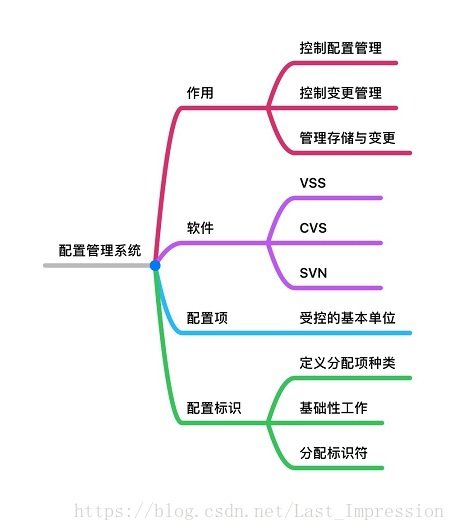 控制配置管理
作用
控制变更管理
管理存储与变更
VSS
软件
CVS
SVN
配置管理系统
配置项
受控的基本单位
定义分配项种类
配置标识
基础性工作
分配标识符
https://blog.csdn.net/Last_Impression